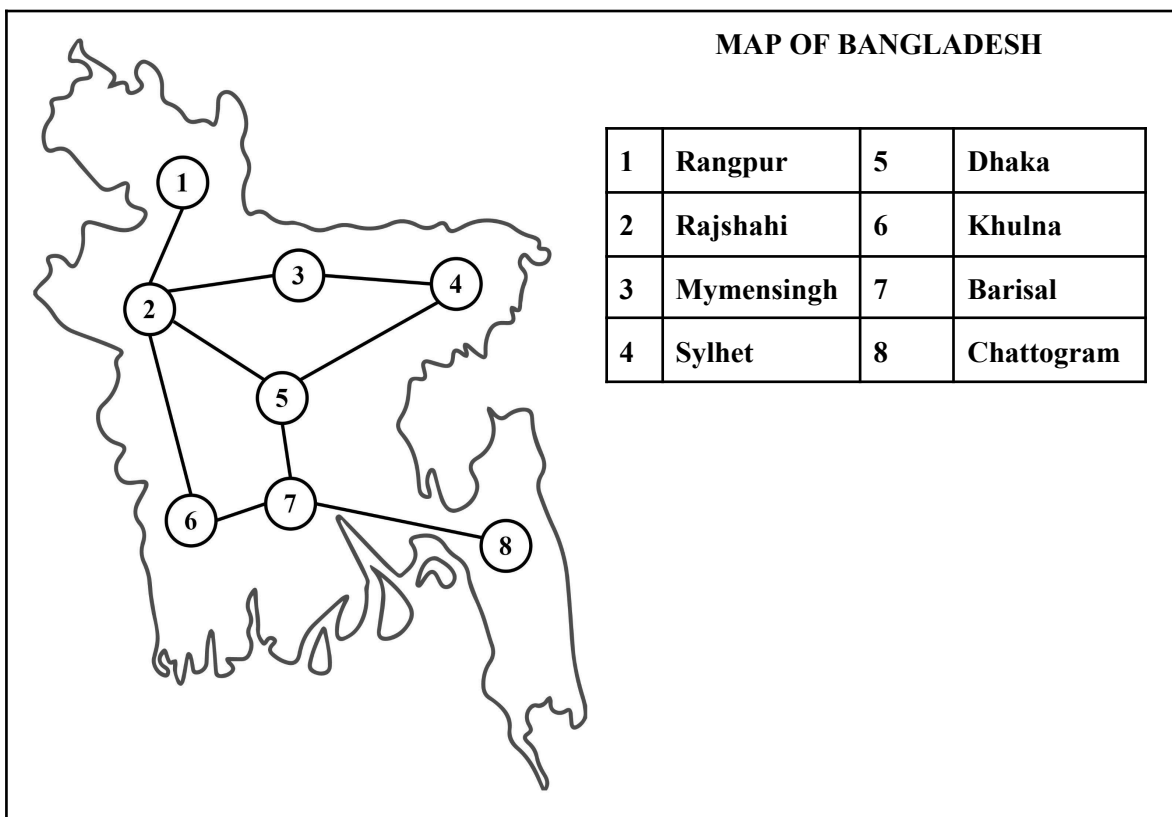 MAP OF BANGLADESH
1 Rangpur 5 Dhaka
2 Rajshahi 6 Khulna
3 Mymensingh 7 Barisal
4 Sylhet 8 Chattogram
1
2
3
4
5
6
7
8